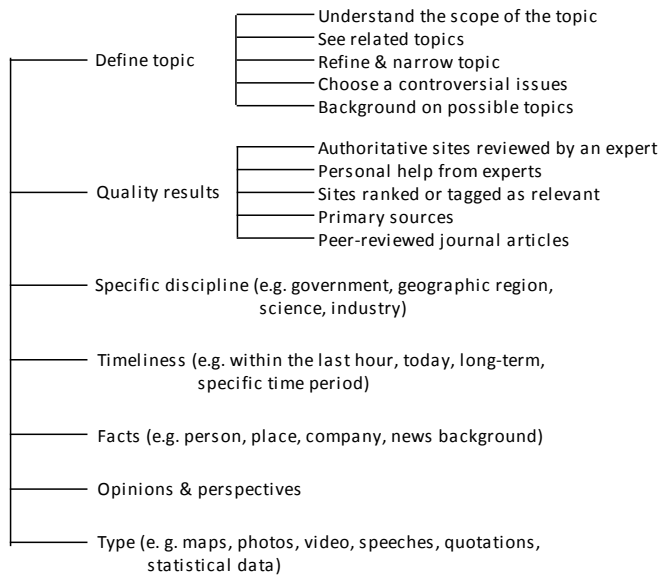 Define topic
Understand the scope of the topic
See related topics
Refine & narrow topic
Choose a controversial issues
Background on possible topics
Quality results
Authoritative sites reviewed by an expert
Personal help from experts
Sites ranked or tagged as relevant
Primary sources
Peer-reviewed journal articles
Specific discipline (e.g. government, geographic region,
science, industry)
Timeliness (e.g. within the last hour, today, long-term,
specific time period)
Facts (e.g. person, place, company, news background)
Opinions & perspectives
Type (e. g. maps, photos, video, speeches, quotations,
statistical data)